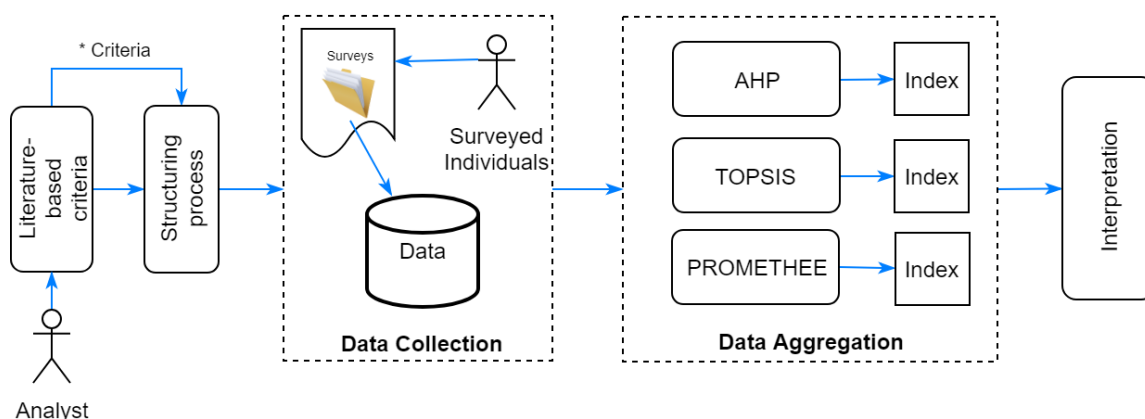 * Criteria
Literature-
based
criteria
Structuring
process
Analyst
Surveys
Surveyed
Individuals
Data
Data Collection
AHP
Index
TOPSIS
Index
PROMETHEE
Index
Data Aggregation
Interpretation